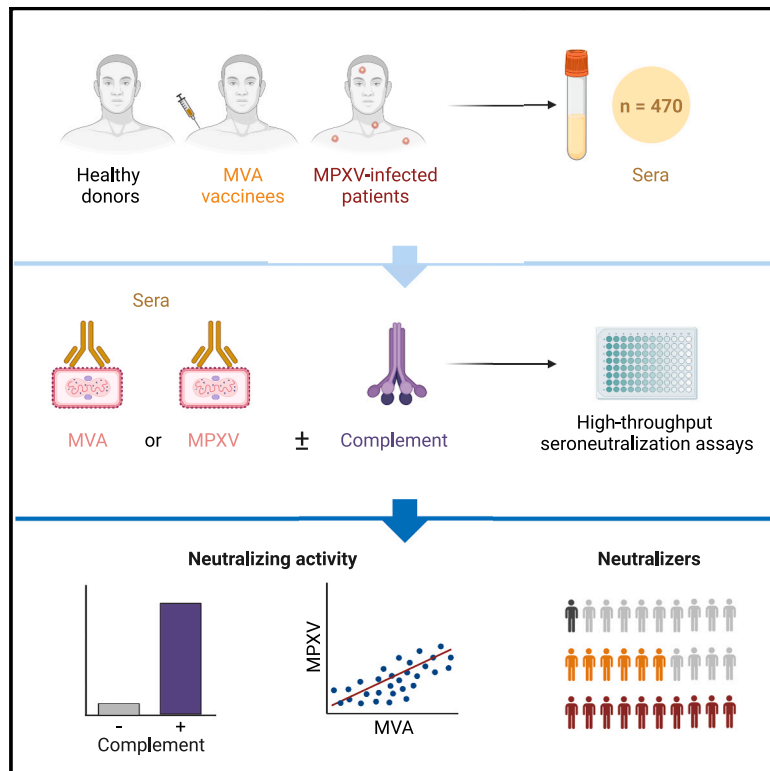 Healthy
donors
MVA
vaccinees
MPXV-infected
patients
n = 470
Sera
Sera
MVA or MPXV ± Complement
High-throughput
seroneutralization assays
Neutralizing activity
Neutralizers
- +
Complement
MPXV
MVA